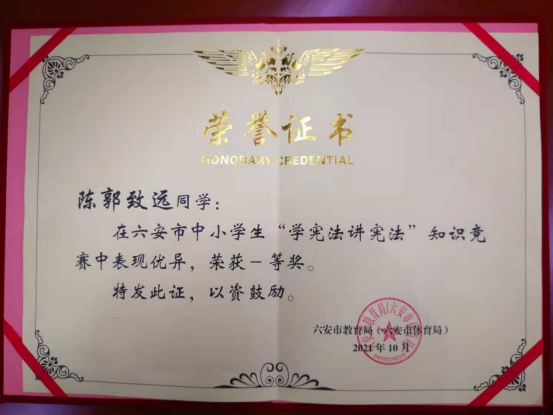 荣誉证书
HONORARY CREDENTIAL
陈郭致远同学：
在六安市中小学生“学宪法讲宪法”知识竞
赛中表现优异，荣获一等奖。
特发此证，以资鼓励。
六安市教育局（六安市体育局）
2021年10月